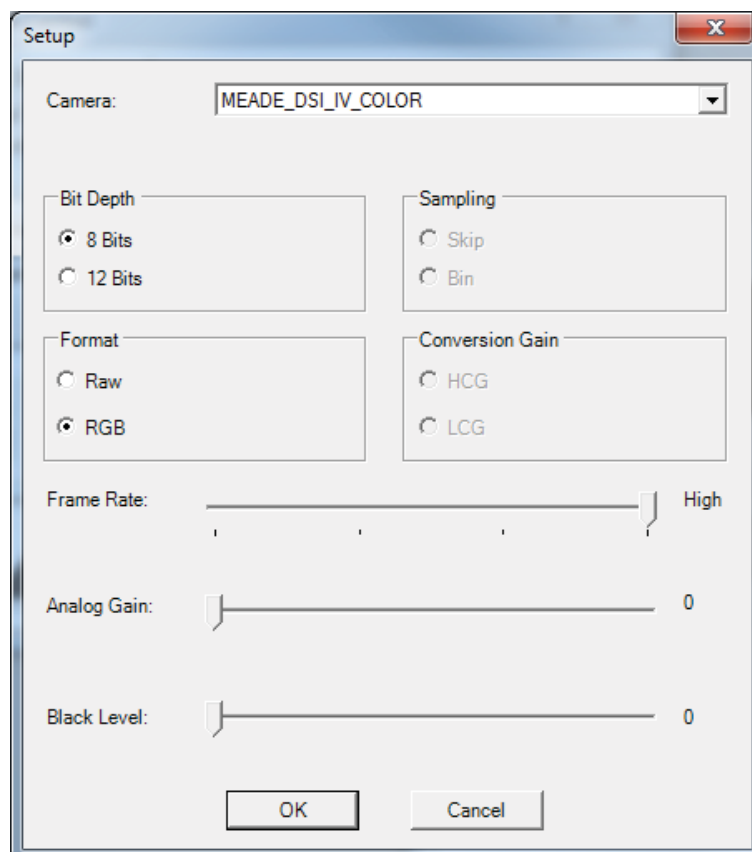 Setup
X
Camera: MEADE_DSI_IV_COLOR
Bit Depth
8 Bits
12 Bits
Sampling
Skip
Bin
Format
Raw
RGB
Conversion Gain
HCG
LCG
Frame Rate: High
Analog Gain: 0
Black Level: 0
OK Cancel